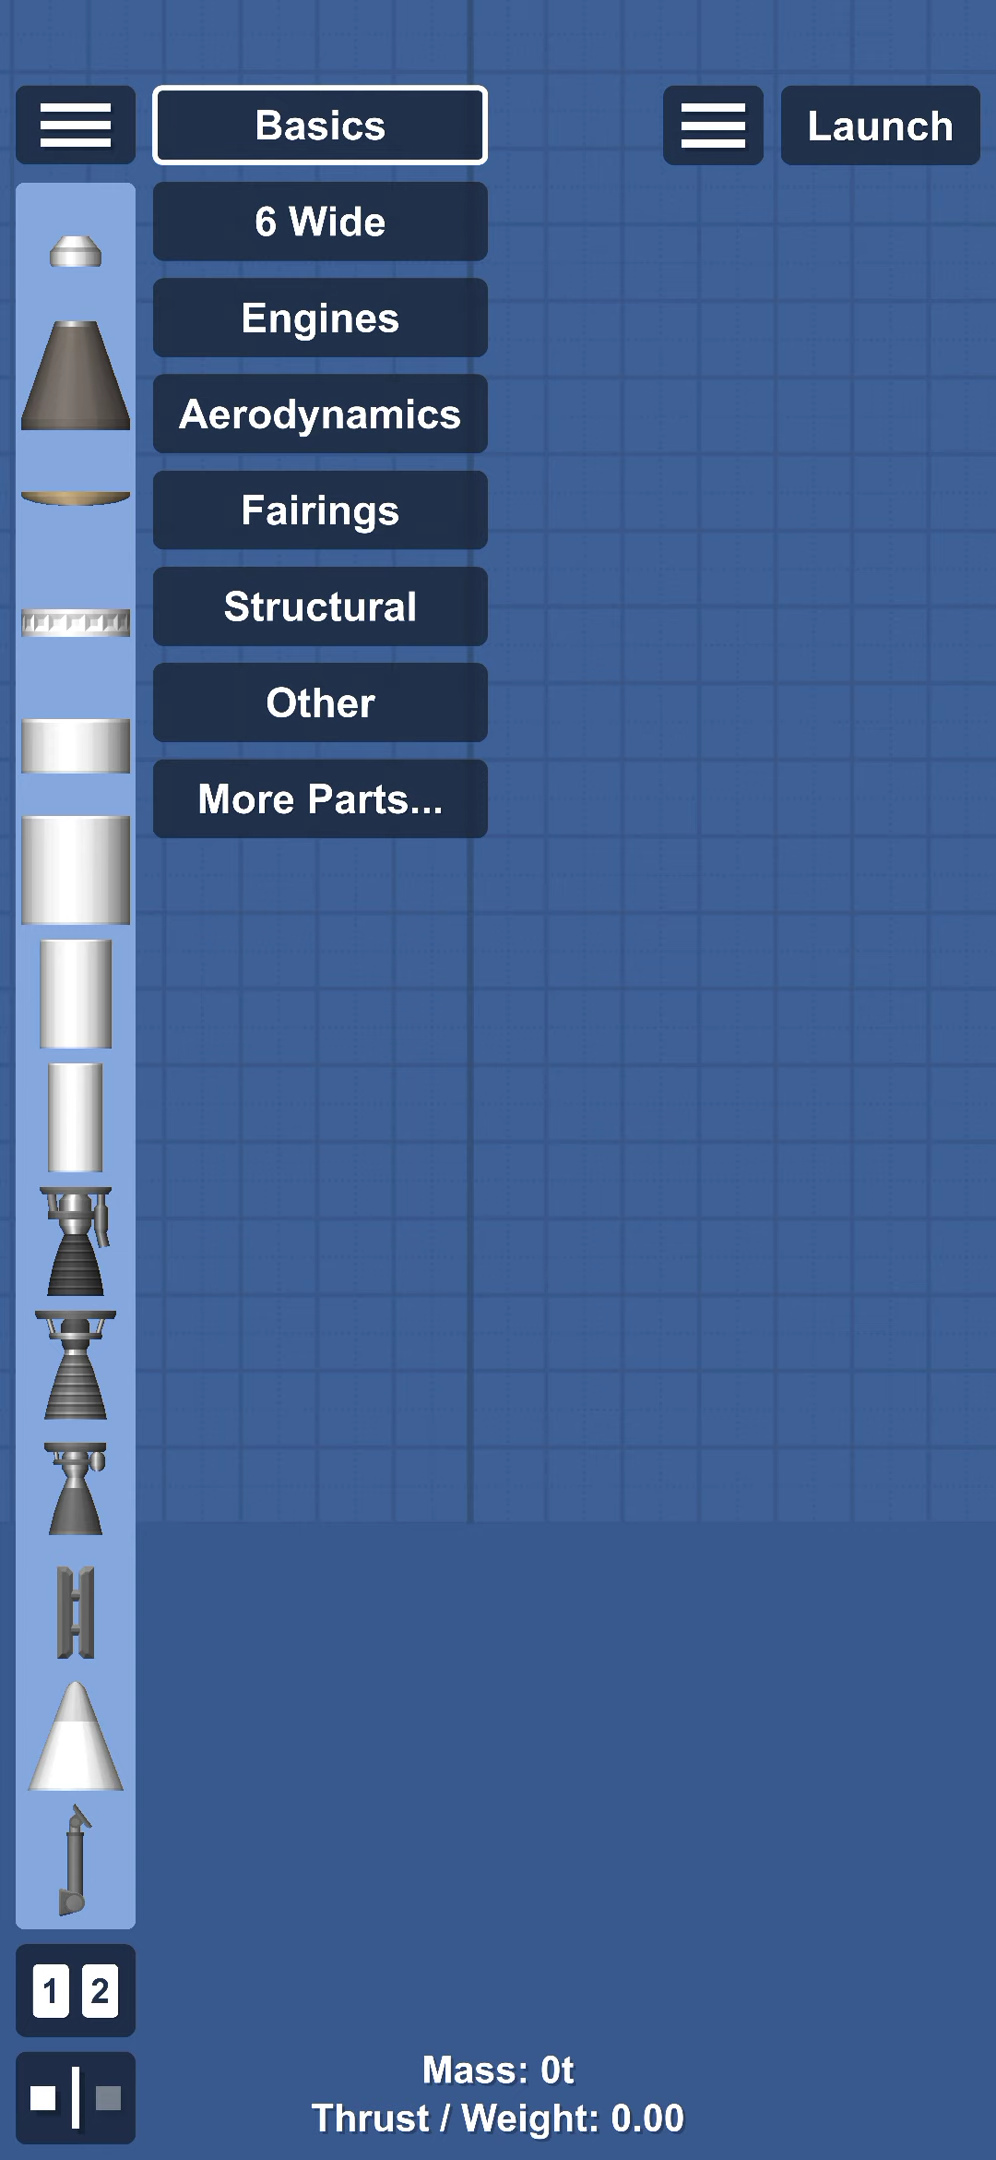 Basics
Launch
6 Wide
Engines
Aerodynamics
Fairings
Structural
Other
More Parts...
1 2
Mass: 0t
Thrust / Weight: 0.00